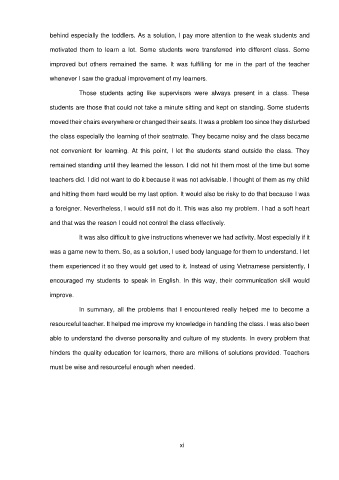 behind especially the toddlers. As a solution, I pay more attention to the weak students and
motivated them to learn a lot. Some students were transferred into different class. Some
improved but others remained the same. It was fulfilling for me in the part of the teacher
whenever I saw the gradual improvement of my learners.
Those students acting like supervisors were always present in a class. These
students are those that could not take a minute sitting and kept on standing. Some students
moved their chairs everywhere or changed their seats. It was a problem too since they disturbed
the class especially the learning of their seatmate. They became noisy and the class became
not convenient for learning. At this point, I let the students stand outside the class. They
remained standing until they learned the lesson. I did not hit them most of the time but some
teachers did. I did not want to do it because it was not advisable. I thought of them as my child
and hitting them hard would be my last option. It would also be risky to do that because I was
a foreigner. Nevertheless, I would still not do it. This was also my problem. I had a soft heart
and that was the reason I could not control the class effectively.
It was also difficult to give instructions whenever we had activity. Most especially if it
was a game new to them. So, as a solution, I used body language for them to understand. I let
them experienced it so they would get used to it. Instead of using Vietnamese persistently, I
encouraged my students to speak in English. In this way, their communication skill would
improve.
In summary, all the problems that I encountered really helped me to become a
resourceful teacher. It helped me improve my knowledge in handling the class. I was also been
able to understand the diverse personality and culture of my students. In every problem that
hinders the quality education for learners, there are millions of solutions provided. Teachers
must be wise and resourceful enough when needed.
xl